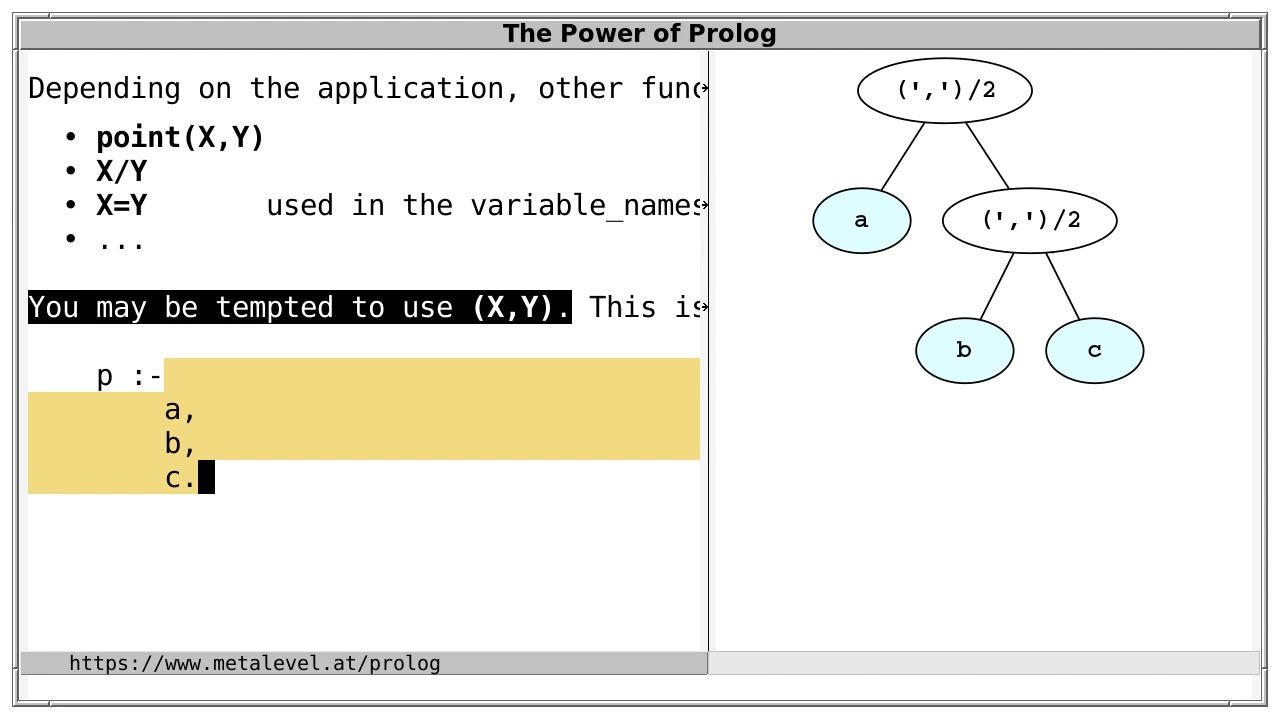 The Power of Prolog
Depending on the application, other func
• point(X,Y)
• X/Y
• X=Y used in the variable_names
• ...
You may be tempted to use (X,Y). This is
p :-
a,
b,
c.
(',')/2
a
(',')/2
b
c
https://www.metalevel.at/prolog